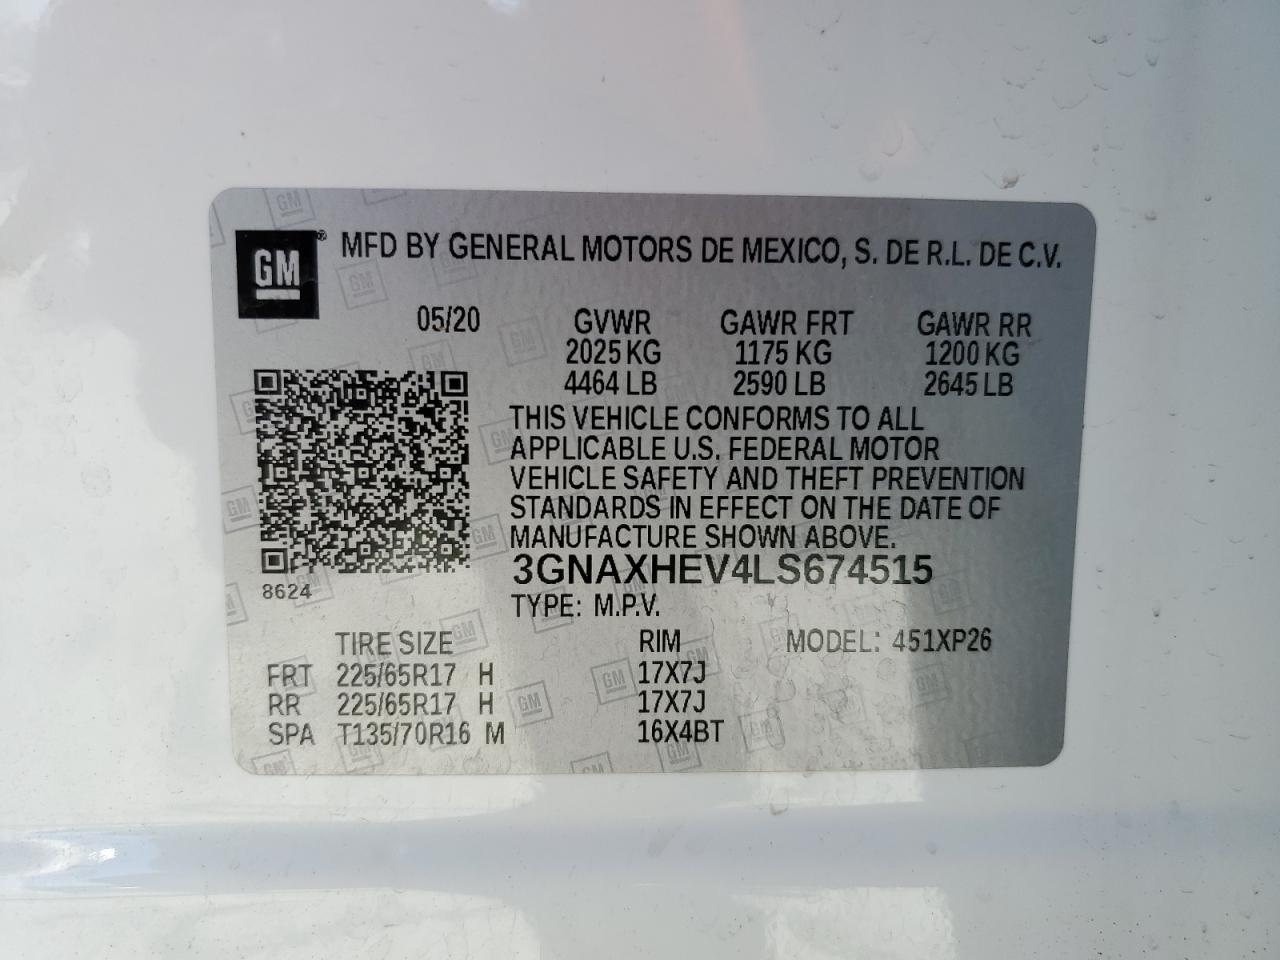 GM® MFD BY GENERAL MOTORS DE MEXICO, S. DE R.L. DE C.V.
05/20 GVWR GAWR FRT GAWR RR
2025 KG 1175 KG 1200 KG
4464 LB 2590 LB 2645 LB
THIS VEHICLE CONFORMS TO ALL
APPLICABLE U.S. FEDERAL MOTOR
VEHICLE SAFETY AND THEFT PREVENTION
STANDARDS IN EFFECT ON THE DATE OF
MANUFACTURE SHOWN ABOVE.
3GNAXHEV4LS674515
8624
TYPE: M.P.V.
TIRE SIZE RIM MODEL: 451XP26
FRT 225/65R17 H 17X7J
RR 225/65R17 H 17X7J
SPA T135/70R16 M 16X4BT